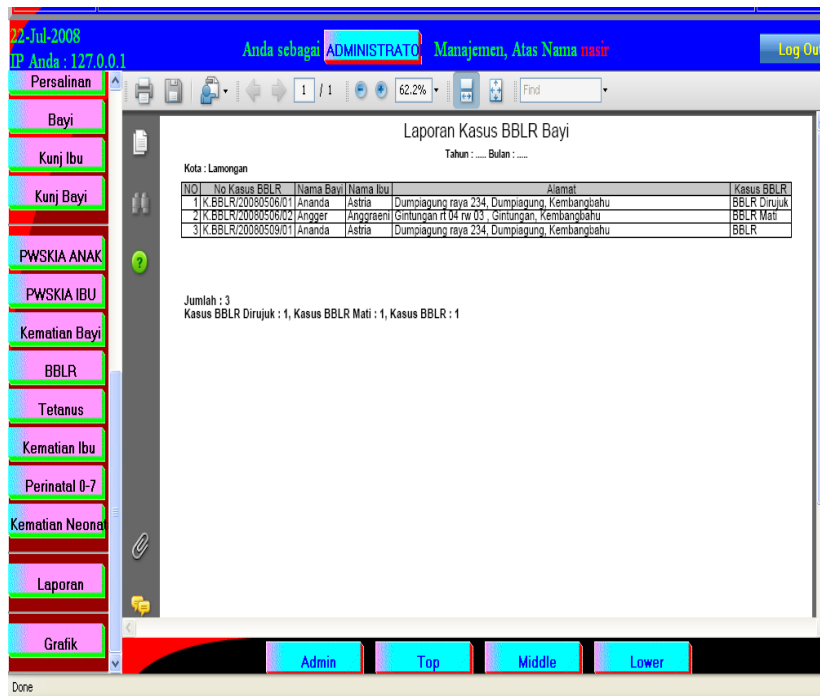 22-Jul-2008
IP Anda : 127.0.0.1
Anda sebagai ADMINISTRATO Manajemen, Atas Nama nasir
Log Ou
Persalinan
Bayi
Kunj Ibu
Kunj Bayi
PWSKIA ANAK
PWSKIA IBU
Kematian Bayi
BBLR
Tetanus
Kematian Ibu
Perinatal 0-7
Kematian Neonat
Laporan
Grafik
1 / 1 62.2% Find
Laporan Kasus BBLR Bayi
Tahun : ..... Bulan : .....
Kota : Lamongan
NO No Kasus BBLR Nama Bayi Nama Ibu Alamat Kasus BBLR
1 K.BBLR/20080506/01 Ananda Astria Dumpiagung raya 234, Dumpiagung, Kembangbahu BBLR Dirujuk
2 K.BBLR/20080506/02 Angger Anggraeni Gintungan rt 04 rw 03 , Gintungan, Kembangbahu BBLR Mati
3 K.BBLR/20080509/01 Ananda Astria Dumpiagung raya 234, Dumpiagung, Kembangbahu BBLR
Jumlah : 3
Kasus BBLR Dirujuk : 1, Kasus BBLR Mati : 1, Kasus BBLR : 1
Admin Top Middle Lower
Done